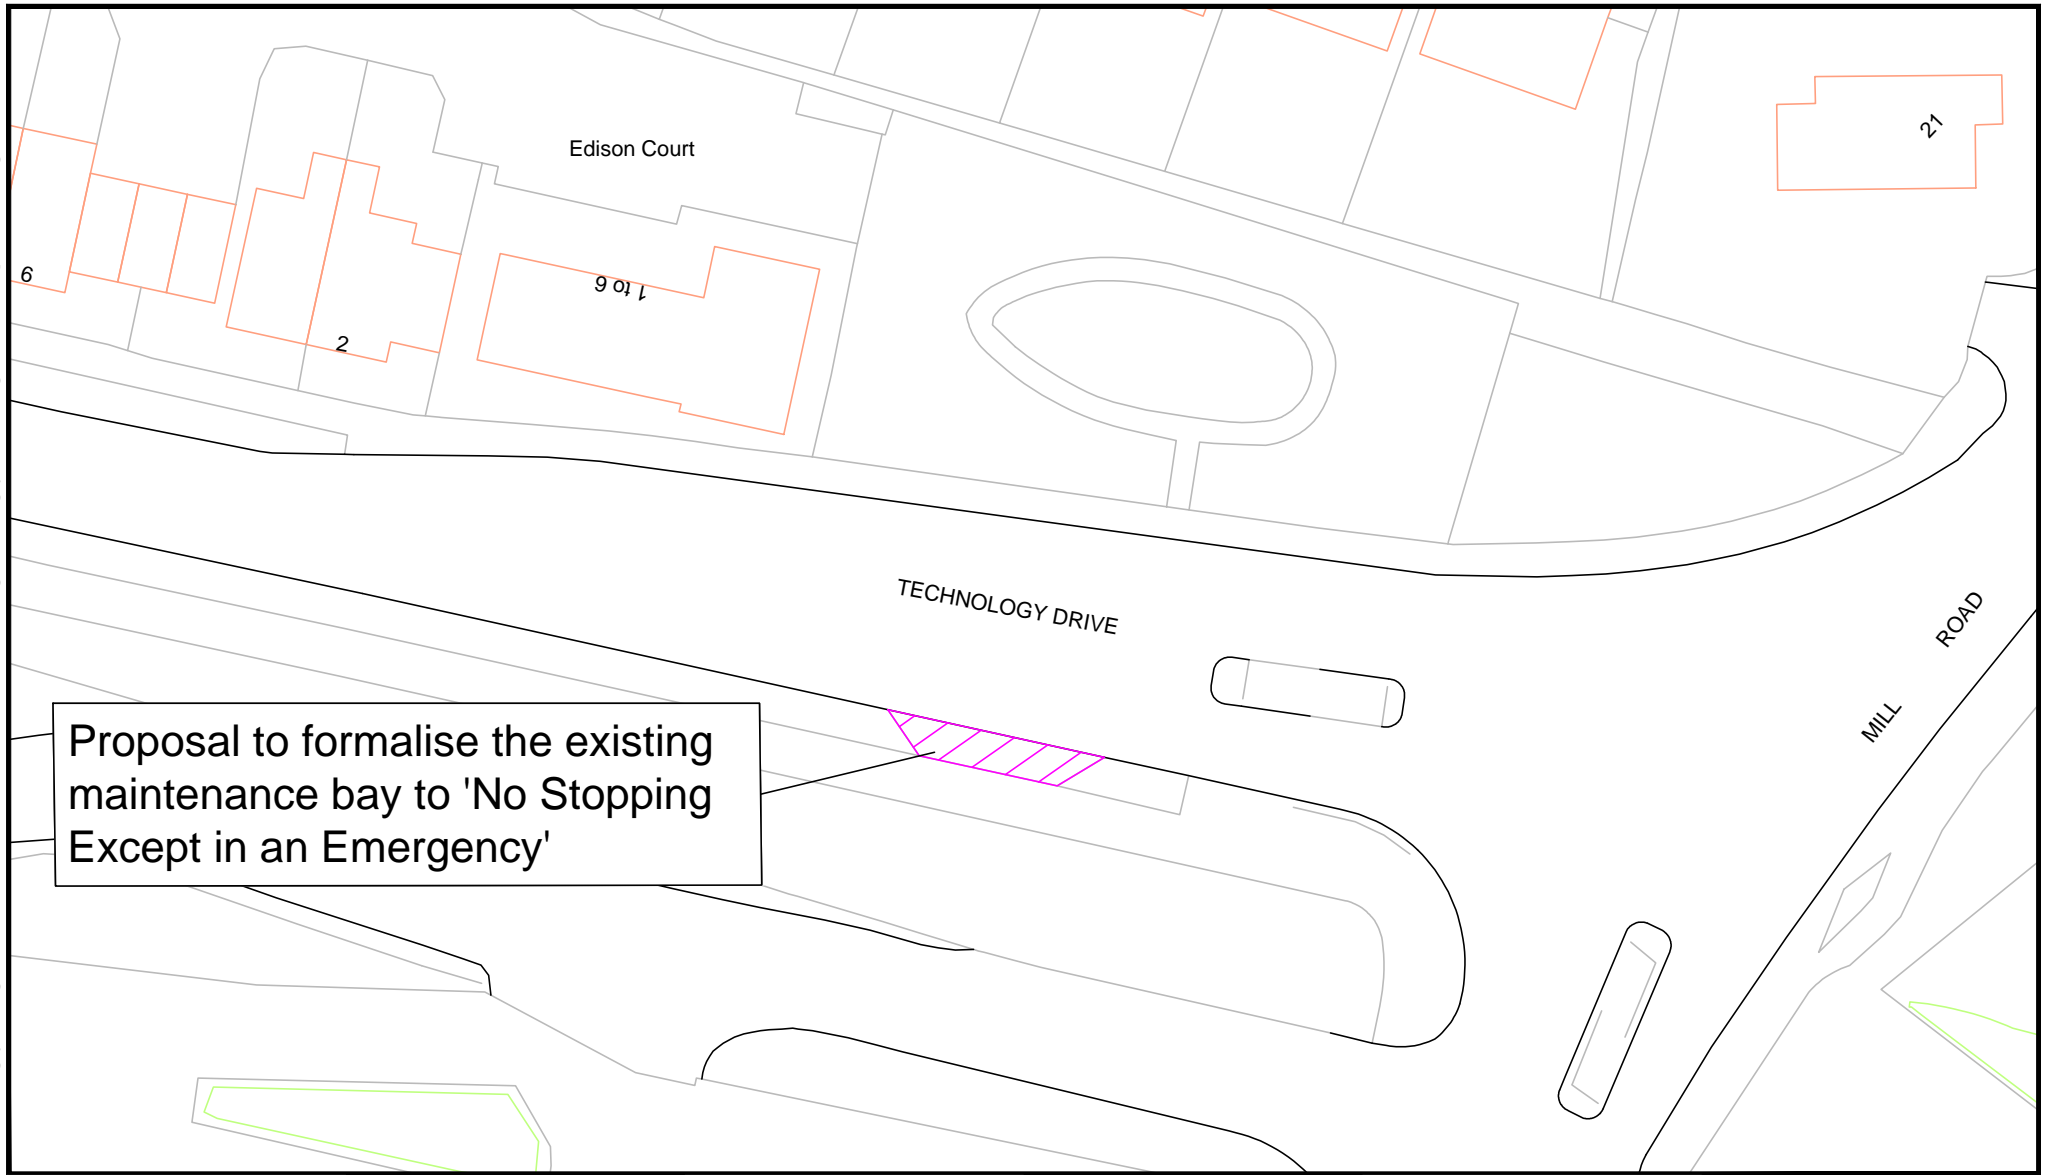 Edison Court
21
6
1 to 6
2
TECHNOLOGY DRIVE
MILL ROAD
Proposal to formalise the existing
maintenance bay to 'No Stopping
Except in an Emergency'